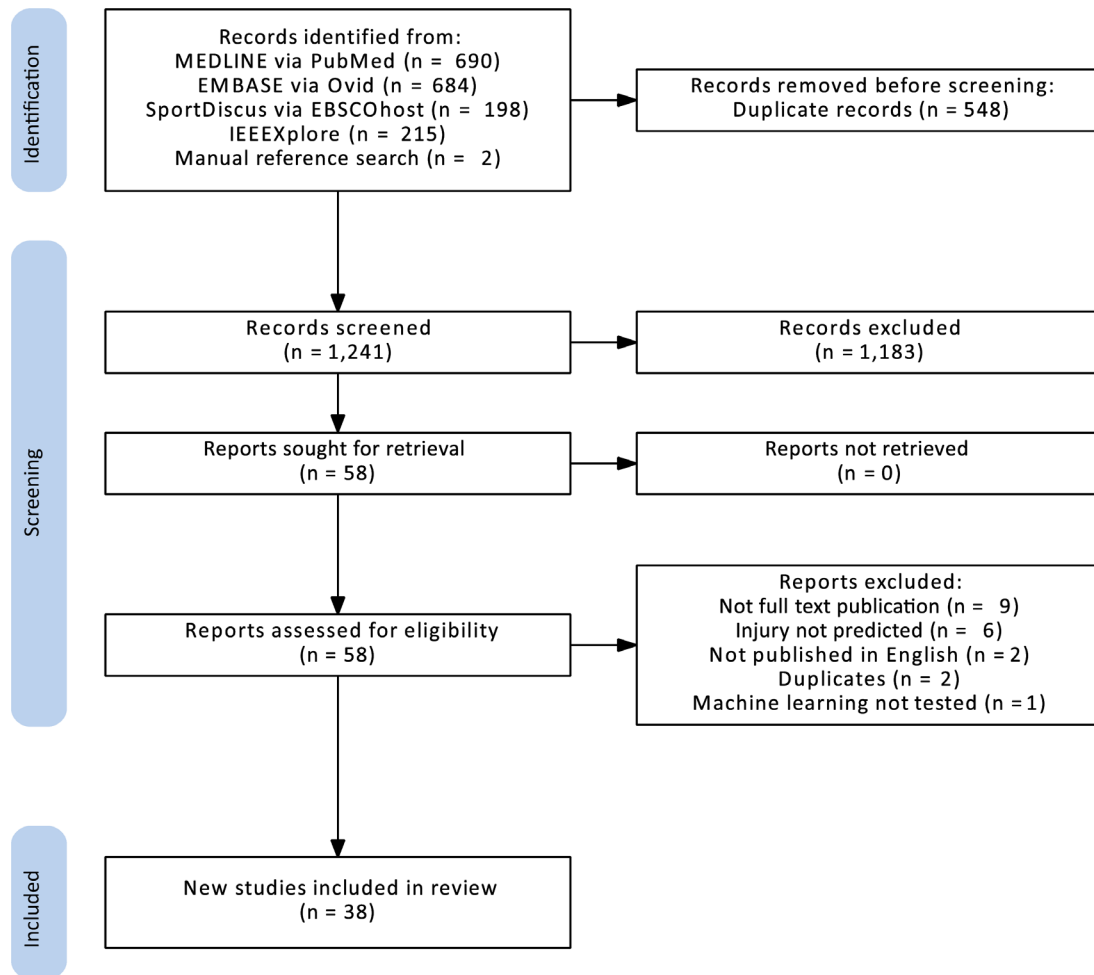 Identification
Records identified from:
MEDLINE via PubMed (n = 690)
EMBASE via Ovid (n = 684)
SportDiscus via EBSCOhost (n = 198)
IEEEXplore (n = 215)
Manual reference search (n = 2)
Records removed before screening:
Duplicate records (n = 548)
Screening
Records screened
(n = 1,241)
Records excluded
(n = 1,183)
Reports sought for retrieval
(n = 58)
Reports not retrieved
(n = 0)
Reports assessed for eligibility
(n = 58)
Reports excluded:
Not full text publication (n = 9)
Injury not predicted (n = 6)
Not published in English (n = 2)
Duplicates (n = 2)
Machine learning not tested (n = 1)
Included
New studies included in review
(n = 38)